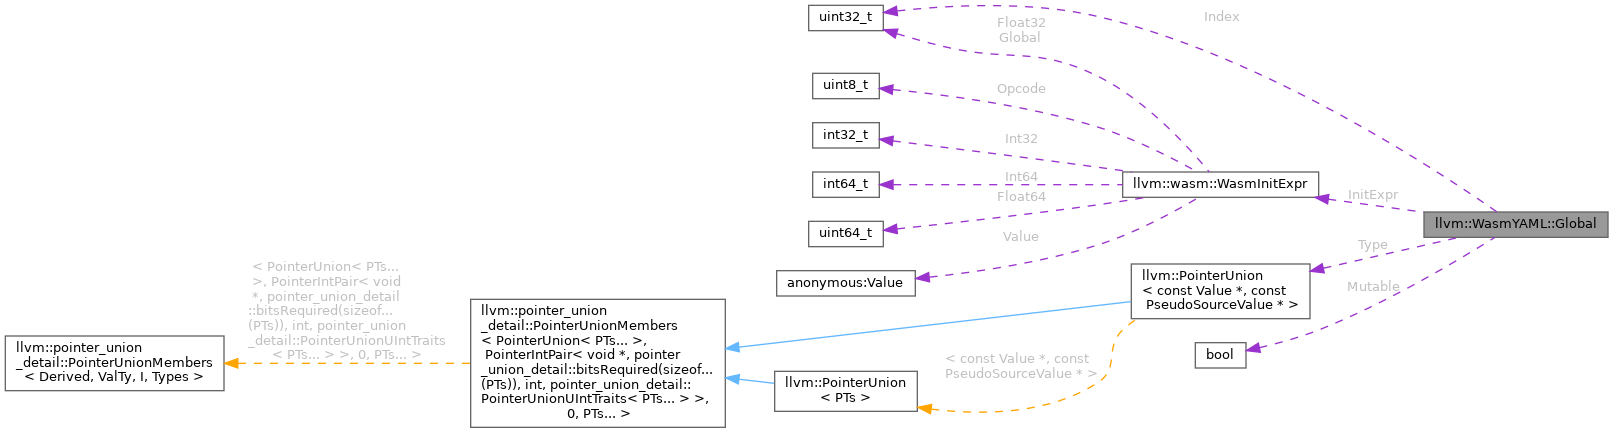 uint32_t
Index
Float32
Global
uint8_t
Opcode
int32_t
Int32
int64_t
Int64
llvm::wasm::WasmInitExpr
InitExpr
Float64
llvm::WasmYAML::Global
uint64_t
Value
Type
anonymous:Value
llvm::PointerUnion
< const Value *, const
PseudoSourceValue * >
Mutable
bool
< PointerUnion< PTs...
>, PointerIntPair< void
*, pointer_union_detail
::bitsRequired(sizeof...
(PTs)), int, pointer_union
_detail::PointerUnionUIntTraits
< PTs... > >, 0, PTs... >
llvm::pointer_union
_detail::PointerUnionMembers
< Derived, ValTy, I, Types >
llvm::pointer_union
_detail::PointerUnionMembers
< PointerUnion< PTs... >,
PointerIntPair< void *, pointer
_union_detail::bitsRequired(sizeof...
(PTs)), int, pointer_union_detail::
PointerUnionUIntTraits< PTs... > >,
0, PTs... >
< const Value *, const
PseudoSourceValue * >
llvm::PointerUnion
< PTs >